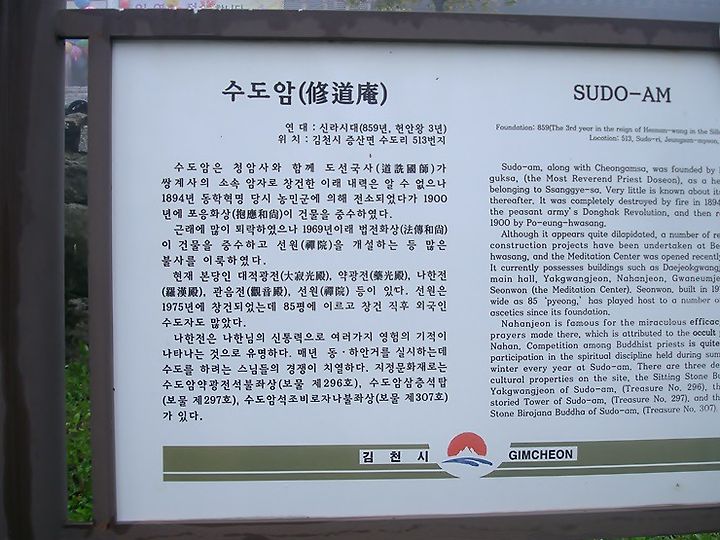 수도암(修道庵)
연 대 : 신라시대(859년, 헌안왕 3년)
위 치 : 김천시 증산면 수도리 513번지
수도암은 청암사와 함께 도선국사(道詵國師)가
쌍계사의 소속 암자로 창건한 이래 내력은 알 수 없으나
1894년 동학혁명 당시 농민군에 의해 전소되었다가 1900
년에 포응화상(抱應和尙)이 건물을 중수하였다.
근래에 많이 퇴락하였으나 1969이래 법전화상(法傳和尙)
이 건물을 중수하고 선원(禪院)을 개설하는 등 많은
불사를 이룩하였다.
현재 본당인 대적광전(大寂光殿), 약광전(藥光殿), 나한전
(羅漢殿), 관음전(觀音殿), 선원(禪院) 등이 있다. 선원은
1975년에 창건되었는데 85평에 이르고 창건 직후 외국인
수도자도 많았다.
나한전은 나한님의 신통력으로 여러가지 영험의 기적이
나타나는 것으로 유명하다. 매년 동·하안거를 실시하는데
수도를 하려는 스님들의 경쟁이 치열하다. 지정문화재로는
수도암약광전석불좌상(보물 제296호), 수도암삼층석탑
(보물 제297호), 수도암석조비로자나불좌상(보물 제307호)
가 있다.
SUDO-AM
Foundation: 859(The 3rd year in the reign of Heonan-wang in the Sill
Location: 513, Sudo-ri, Jeungsan-myeon,
Sudo-am, along with Cheongamsa, was founded by
guksa, (the Most Reverend Priest Doseon), as a he
belonging to Ssanggye-sa. Very little is known about its
thereafter. It was completely destroyed by fire in 1894
the peasant army's Donghak Revolution, and then r
1900 by Po-eung-hwasang.
Although it appears quite dilapidated, a number of re
construction projects have been undertaken at Be
hwasang, and the Meditation Center was opened recently
It currently possesses buildings such as Daejeokgwang
main hall, Yakgwangjeon, Nahanjeon, Gwaneumje
Seonwon (the Meditation Center). Seonwon, built in 197
wide as 85 'pyeong,' has played host to a number o
ascetics since its foundation.
Nahanjeon is famous for the miraculous efficac
prayers made there, which is attributed to the occult
Nahan. Competition among Buddhist priests is quite
participation in the spiritual discipline held during sum
winter every year at Sudo-am. There are three de
cultural properties on the site, the Sitting Stone Bu
Yakgwangjeon of Sudo-am, (Treasure No. 296), th
storied Tower of Sudo-am, (Treasure No. 297), and th
Stone Birojana Buddha of Sudo-am, (Treasure No. 307).
김 천 시 GIMCHEON